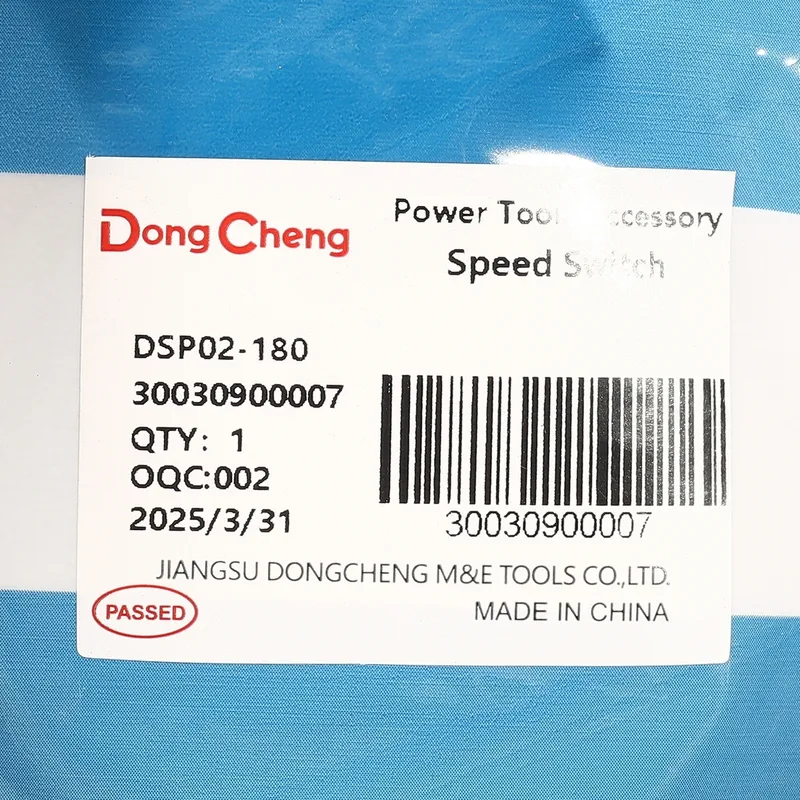 Dong Cheng
Power Tool Accessory
Speed Switch
DSP02-180
30030900007
QTY: 1
OQC:002
2025/3/31
30030900007
JIANGSU DONGCHENG M&E TOOLS CO.,LTD.
PASSED
MADE IN CHINA